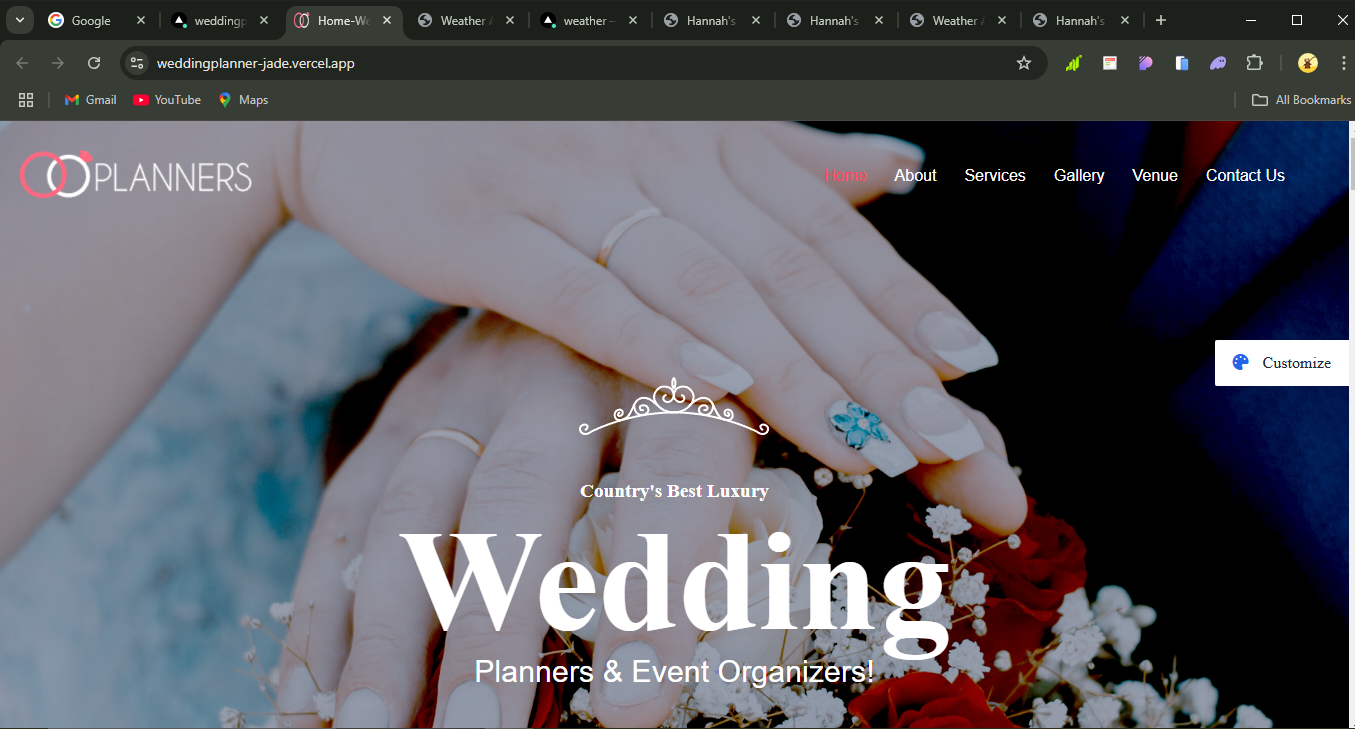 Google
weddingp
Home-We
Weather A
weather –
Hannah's
Hannah's
Weather A
Hannah's
weddingplanner-jade.vercel.app
Gmail
YouTube
Maps
All Bookmarks
PLANNERS
Home
About
Services
Gallery
Venue
Contact Us
Customize
Country's Best Luxury
Wedding
Planners & Event Organizers!